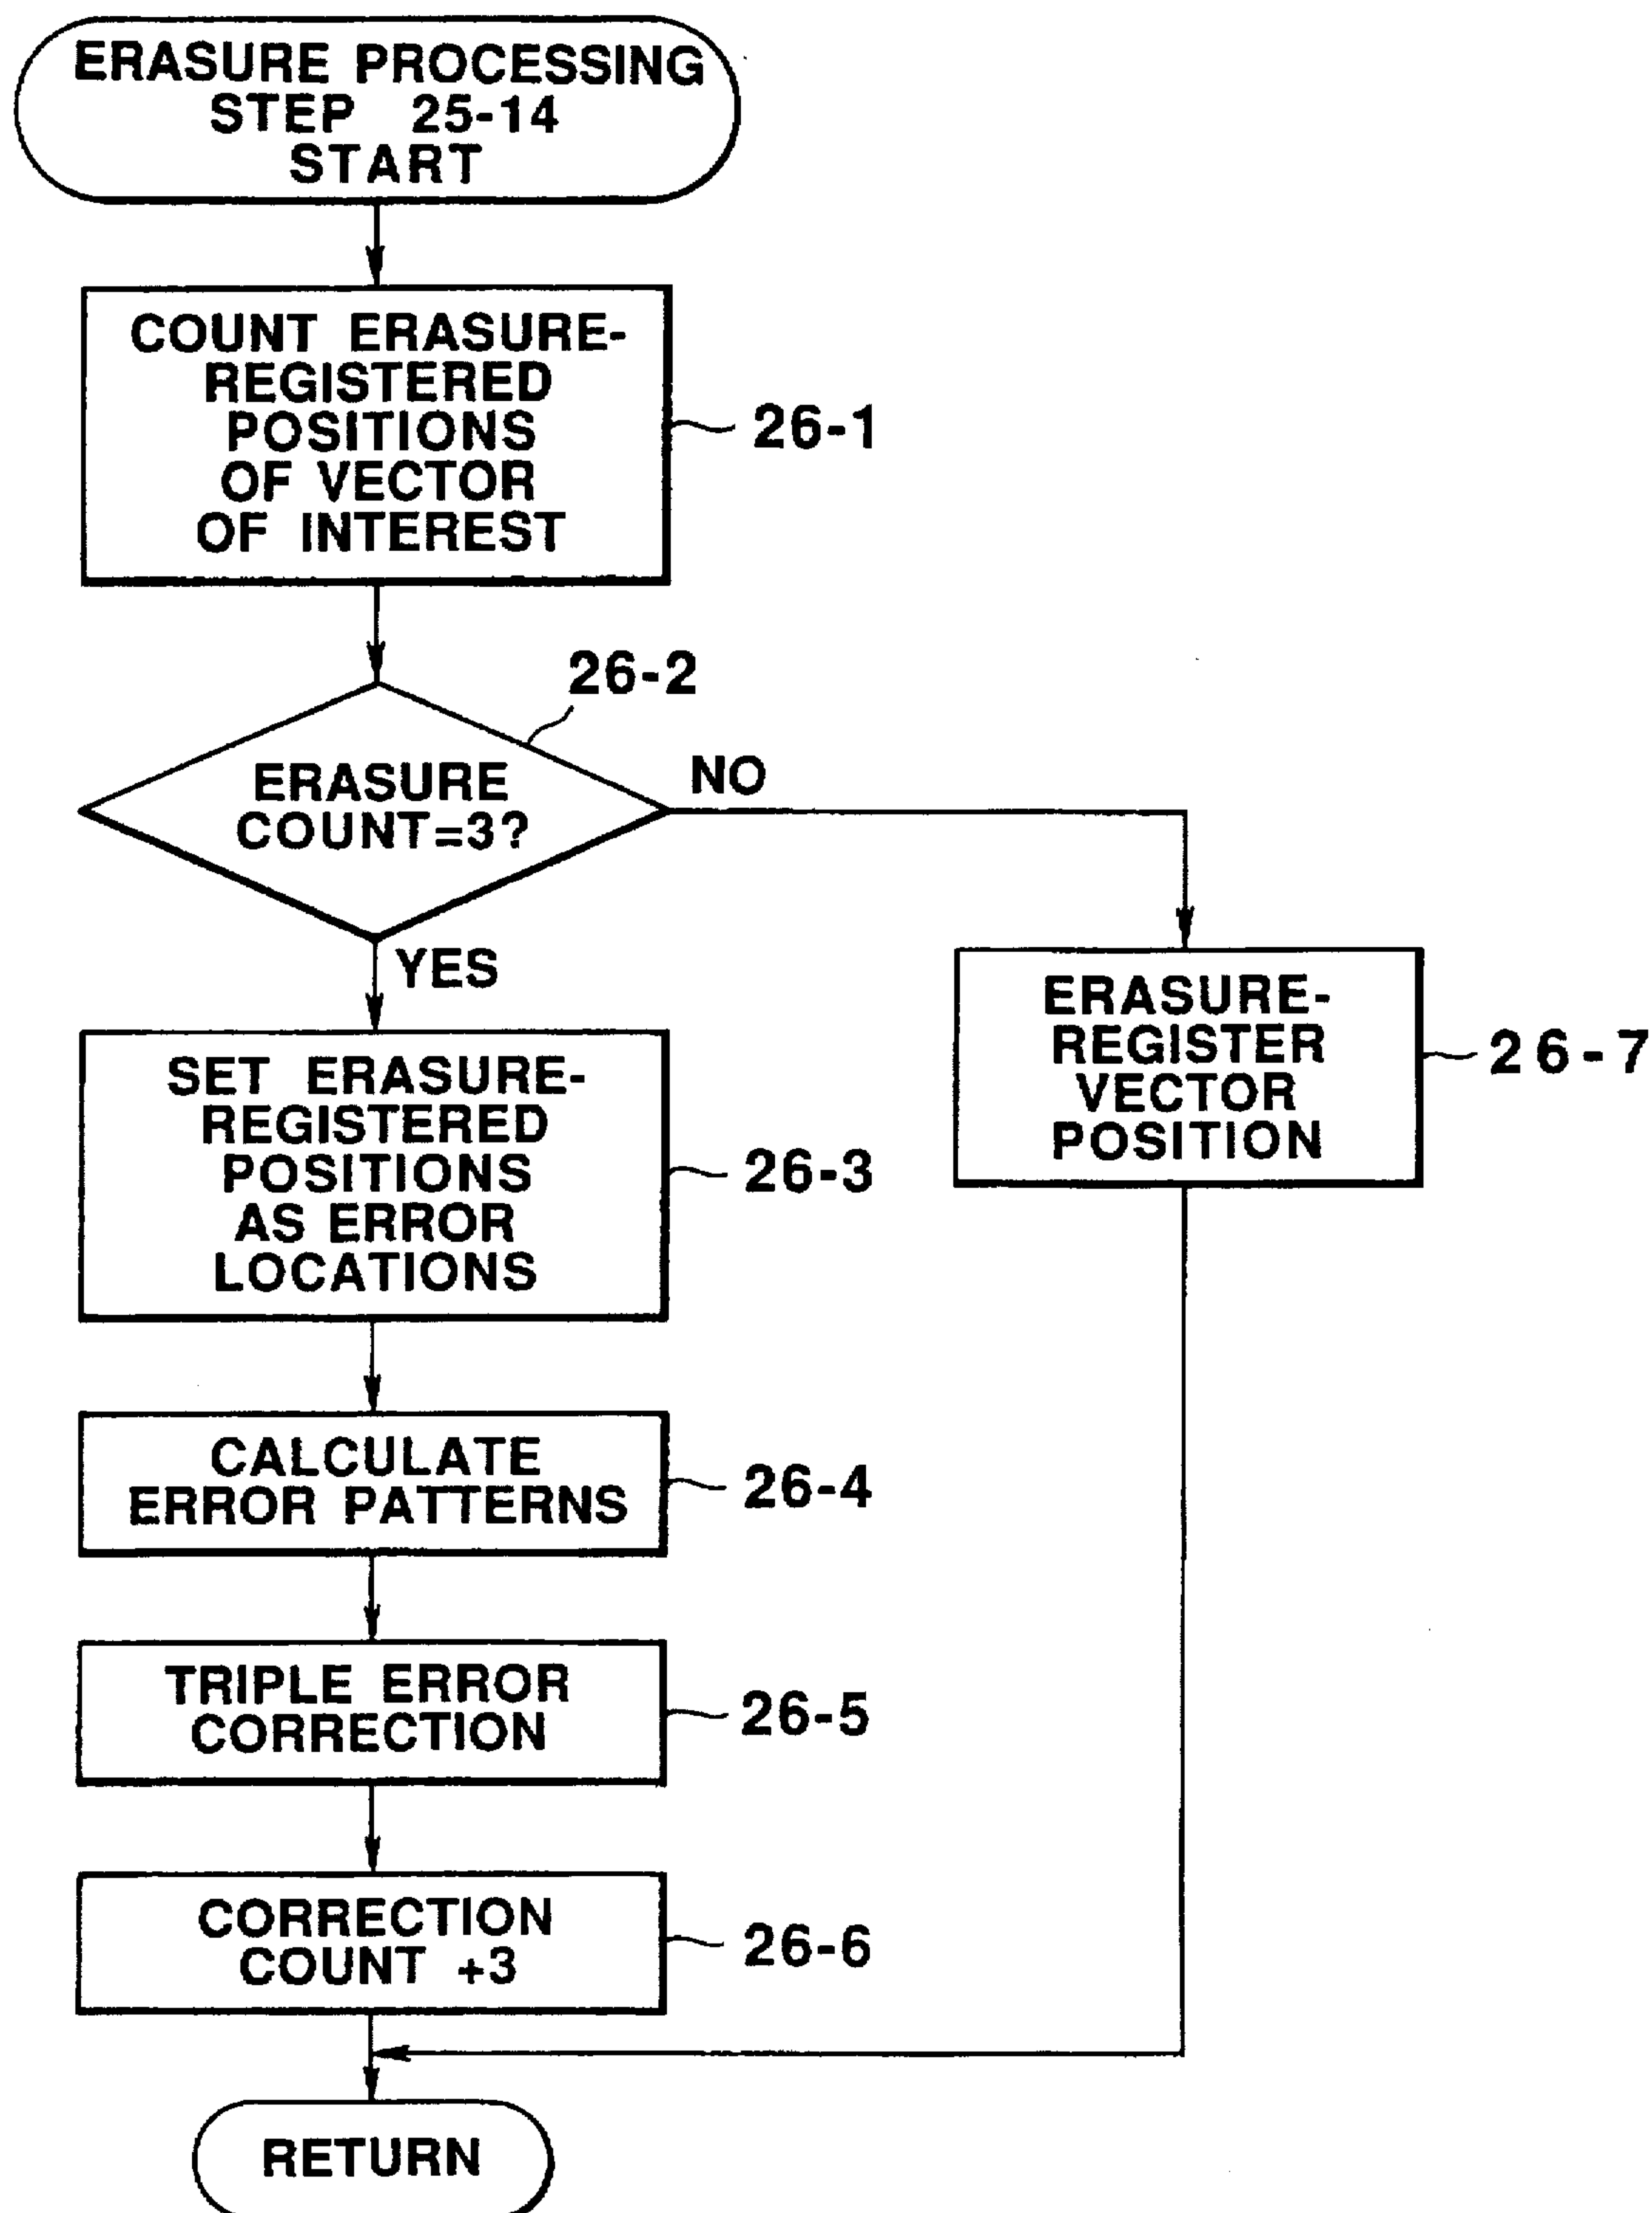 ERASURE PROCESSING
STEP 25-14
START
COUNT ERASURE-
REGISTERED
POSITIONS
OF VECTOR
OF INTEREST
26-1
26-2
ERASURE
COUNT=3?
NO
YES
ERASURE-
REGISTER
VECTOR
POSITION
26-7
SET ERASURE-
REGISTERED
POSITIONS
AS ERROR
LOCATIONS
26-3
CALCULATE
ERROR PATTERNS
26-4
TRIPLE ERROR
CORRECTION
26-5
CORRECTION
COUNT +3
26-6
RETURN